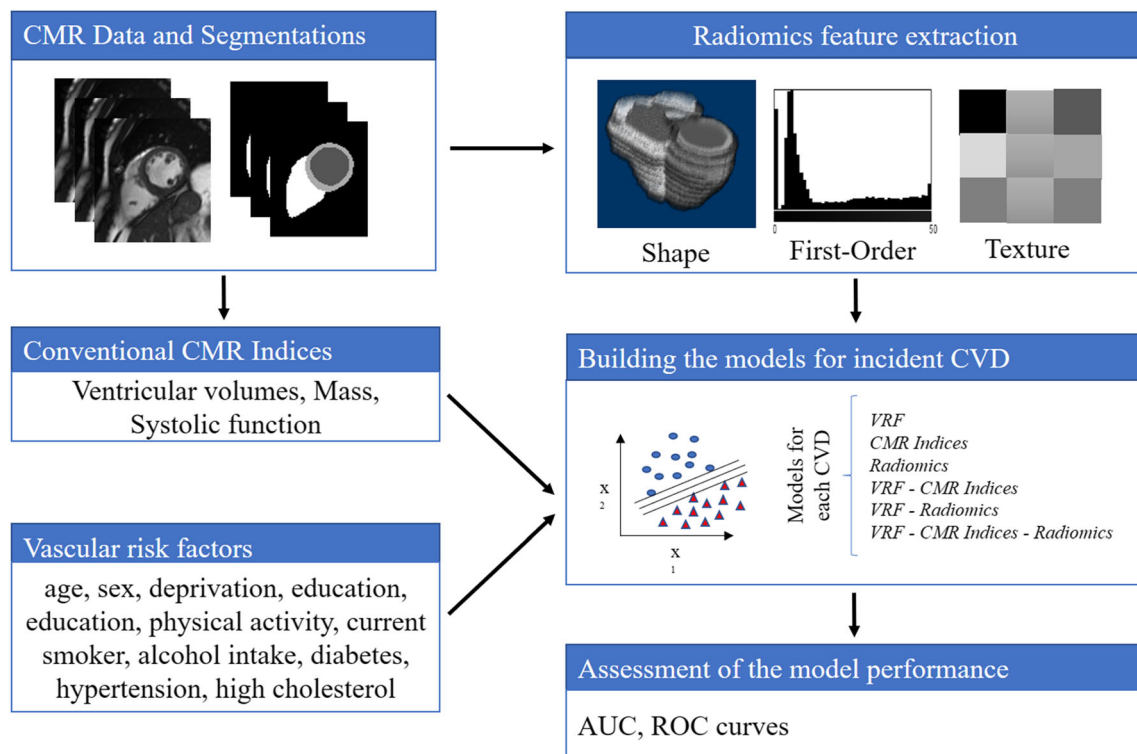 CMR Data and Segmentations
Radiomics feature extraction
0
50
Shape
First-Order
Texture
Conventional CMR Indices
Ventricular volumes, Mass,
Systolic function
Vascular risk factors
age, sex, deprivation, education,
education, physical activity, current
smoker, alcohol intake, diabetes,
hypertension, high cholesterol
Building the models for incident CVD
x
2
x
1
Models for
each CVD
VRF
CMR Indices
Radiomics
VRF - CMR Indices
VRF - Radiomics
VRF - CMR Indices - Radiomics
Assessment of the model performance
AUC, ROC curves